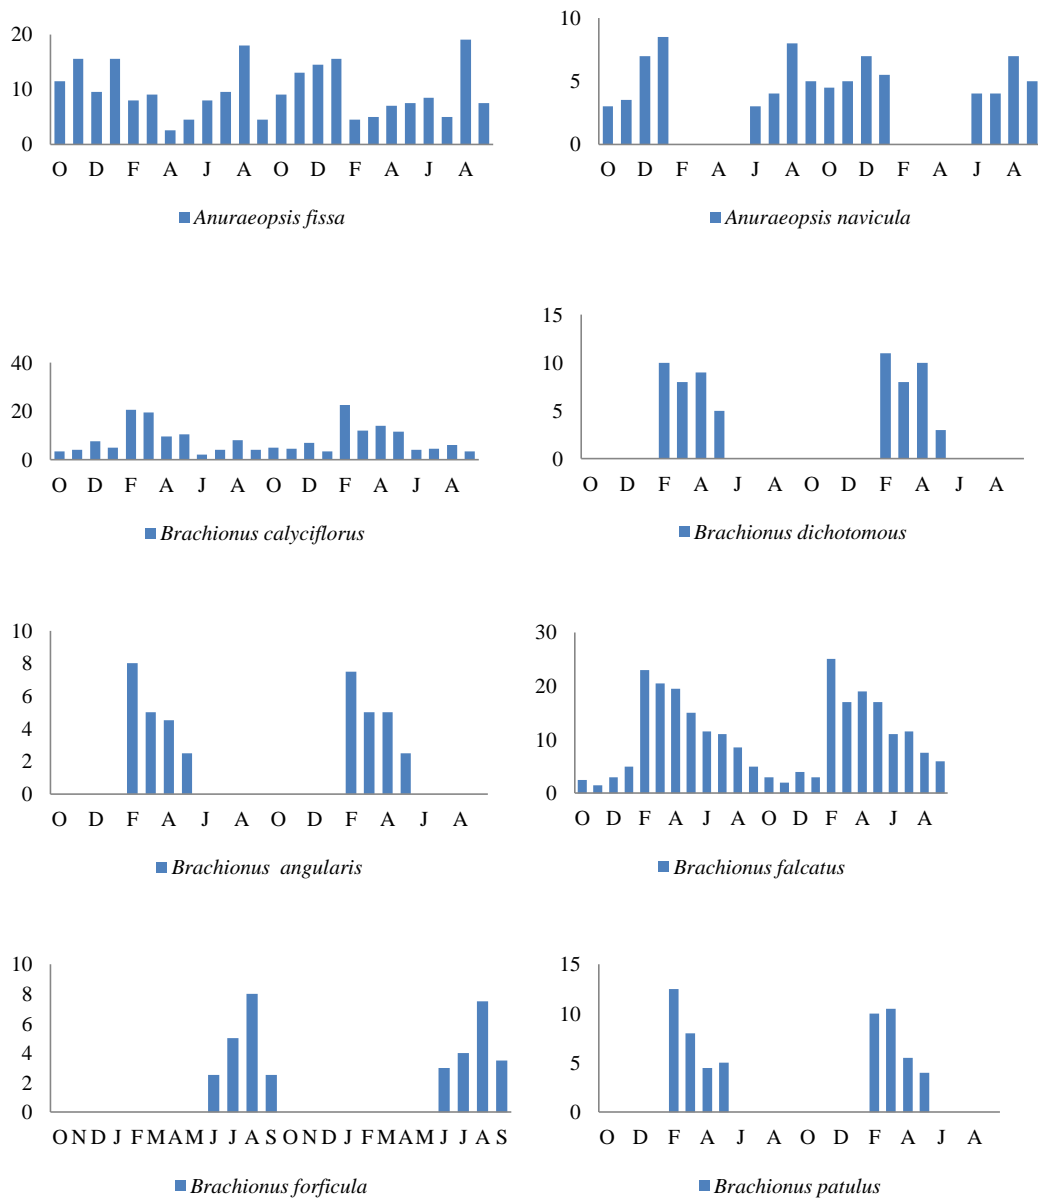 20
10
0
O D F A J A O D F A J A
Anuraeopsis fissa
10
5
0
O D F A J A O D F A J A
Anuraeopsis navicula
40
20
0
O D F A J A O D F A J A
Brachionus calyciflorus
15
10
5
0
O D F A J A O D F A J A
Brachionus dichotomous
10
8
6
4
2
0
O D F A J A O D F A J A
Brachionus angularis
30
20
10
0
O D F A J A O D F A J A
Brachionus falcatus
10
8
6
4
2
0
O N D J F M A M J J A S O N D J F M A M J J A S
Brachionus forficula
15
10
5
0
O D F A J A O D F A J A
Brachionus patulus